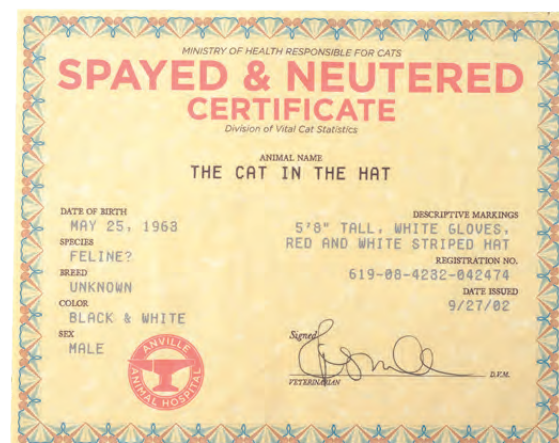 MINISTRY OF HEALTH RESPONSIBLE FOR CATS
SPAYED & NEUTERED
CERTIFICATE
Division of Vital Cat Statistics
ANIMAL NAME
THE CAT IN THE HAT
DATE OF BIRTH
MAY 25, 1963
SPECIES
FELINE?
BREED
UNKNOWN
COLOR
BLACK & WHITE
SEX
MALE
DESCRIPTIVE MARKINGS
5'8" TALL, WHITE GLOVES,
RED AND WHITE STRIPED HAT
REGISTRATION NO.
619-08-4282-042474
DATE ISSUED
9/27/02
ANVILLE
ANIMAL HOSPITAL
Signed
VETERINARIAN
D.V.M.